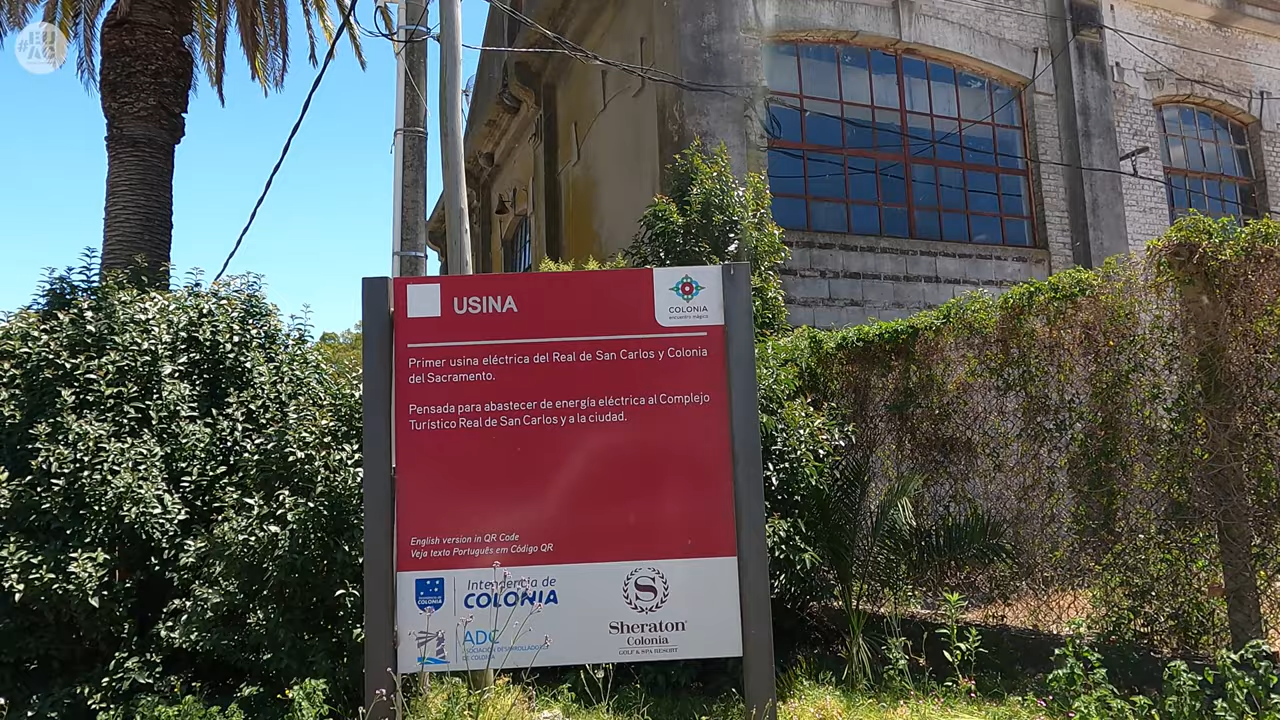 USINA
COLONIA
encuentro mágico
Primer usina eléctrica del Real de San Carlos y Colonia
del Sacramento.
Pensada para abastecer de energía eléctrica al Complejo
Turístico Real de San Carlos y a la ciudad.
English version in QR Code
Veja texto Português em Código QR
Intendencia de
COLONIA
ADC
S
Sheraton
Colonia
GOLF & SPA RESORT